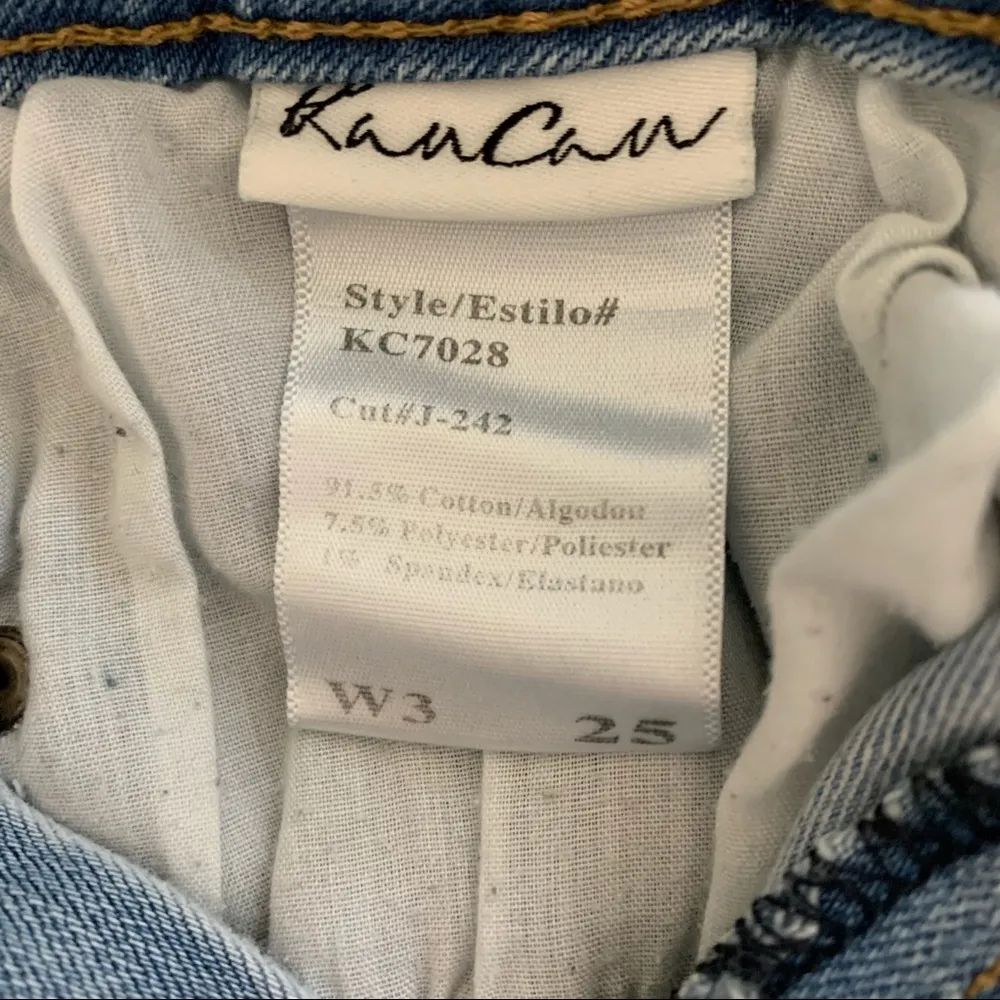 KanCan
Style/Estilo#
KC7028
Cut#J-242
91.5% Cotton/Algodon
7.5% Polyester/Poliester
1% Spandex/Elastano
W3 25